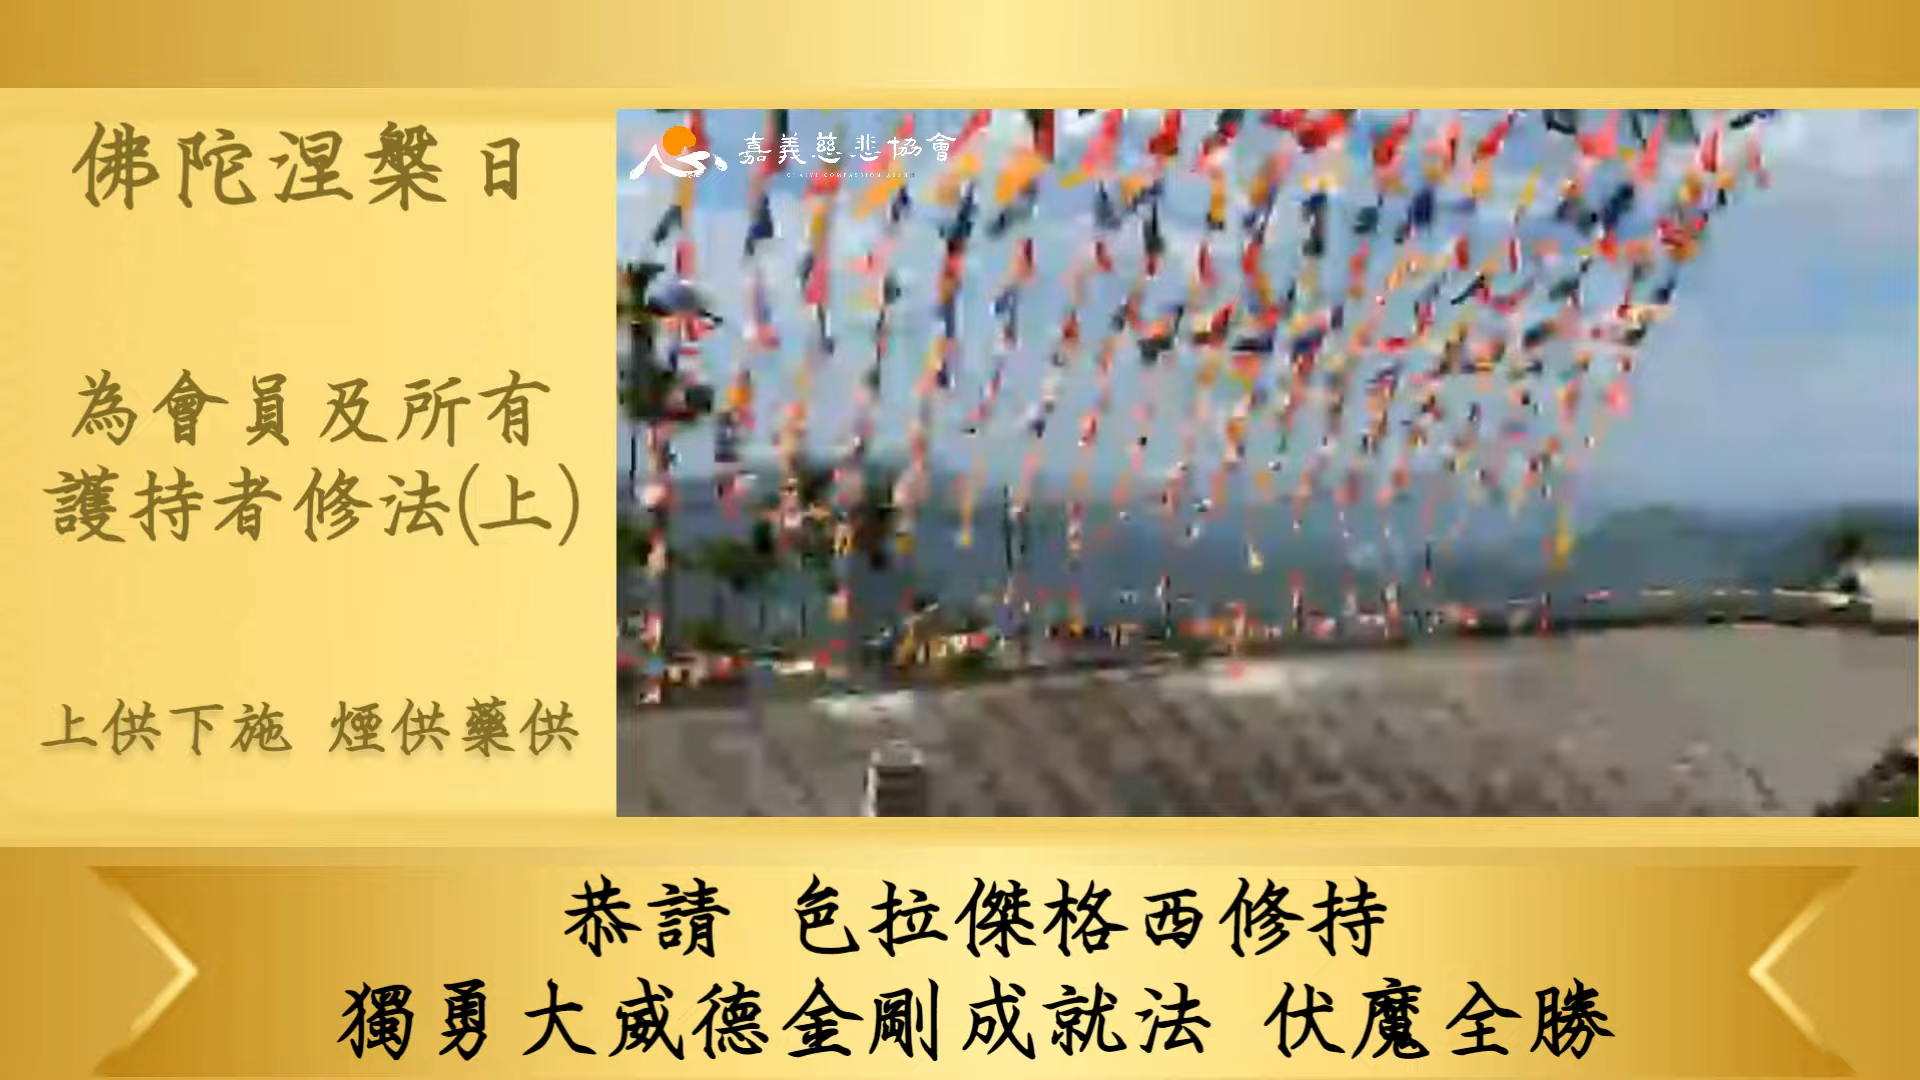 佛陀涅槃日
為會員及所有
護持者修法(上)
上供下施 煙供藥供
嘉義慈悲協會
恭請 色拉傑格西修持
獨勇大威德金剛成就法 伏魔全勝